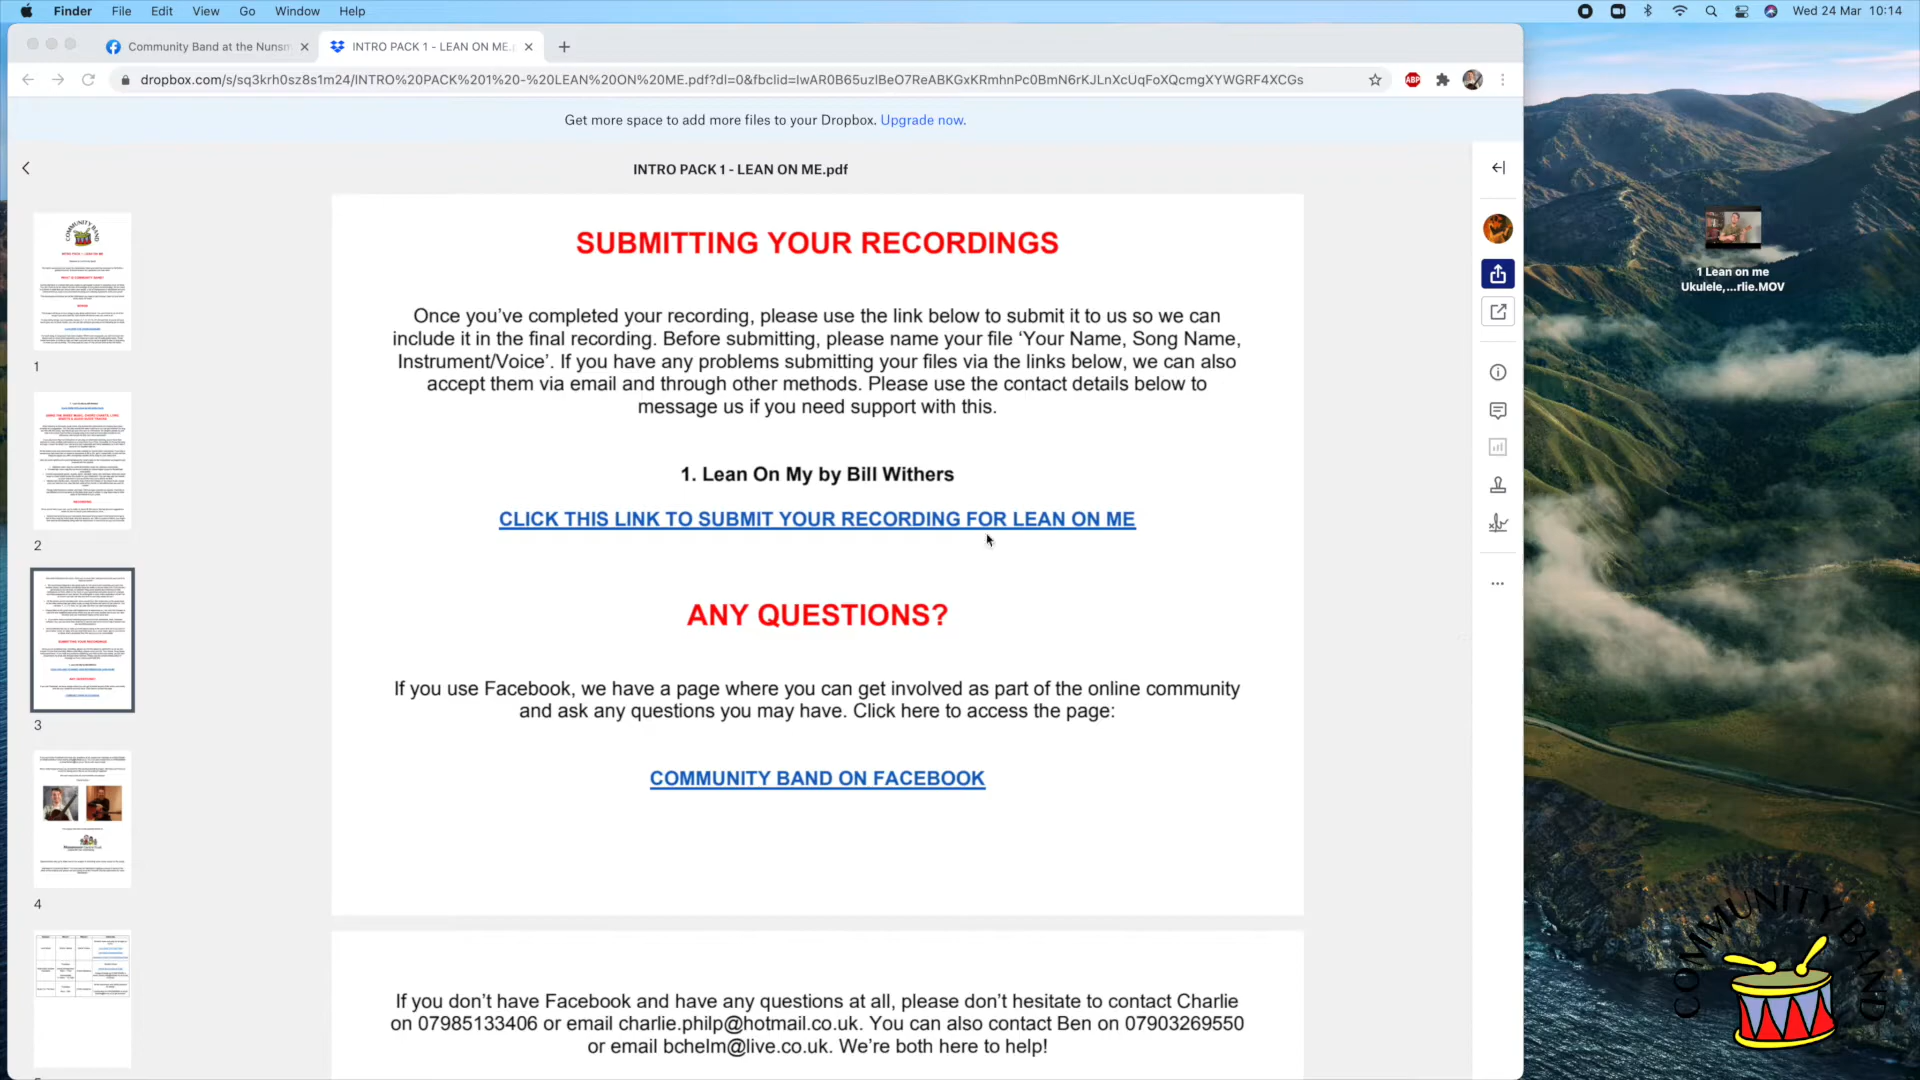 Finder File Edit View Go Window Help
Wed 24 Mar 10:14
Community Band at the Nunsm
INTRO PACK 1 - LEAN ON ME.
dropbox.com/s/sq3krh0sz8s1m24/INTRO%20PACK%201%20-%20LEAN%20ON%20ME.pdf?dl=0&fbclid=IwAR0B65uzIBeO7ReABKGxKRmhnPc0BmN6rKJLnXcUqFoXQcmgXYWGRF4XCGs
ABP
Get more space to add more files to your Dropbox. Upgrade now.
INTRO PACK 1 - LEAN ON ME.pdf
SUBMITTING YOUR RECORDINGS
Once you’ve completed your recording, please use the link below to submit it to us so we can
include it in the final recording. Before submitting, please name your file ‘Your Name, Song Name,
Instrument/Voice’. If you have any problems submitting your files via the links below, we can also
accept them via email and through other methods. Please use the contact details below to
message us if you need support with this.
1. Lean On My by Bill Withers
CLICK THIS LINK TO SUBMIT YOUR RECORDING FOR LEAN ON ME
ANY QUESTIONS?
If you use Facebook, we have a page where you can get involved as part of the online community
and ask any questions you may have. Click here to access the page:
COMMUNITY BAND ON FACEBOOK
If you don’t have Facebook and have any questions at all, please don’t hesitate to contact Charlie
on 07985133406 or email charlie.philp@hotmail.co.uk. You can also contact Ben on 07903269550
or email bchelm@live.co.uk. We’re both here to help!
1
2
3
4
1 Lean on me
Ukulele,...rlie.MOV
COMMUNITY BAND